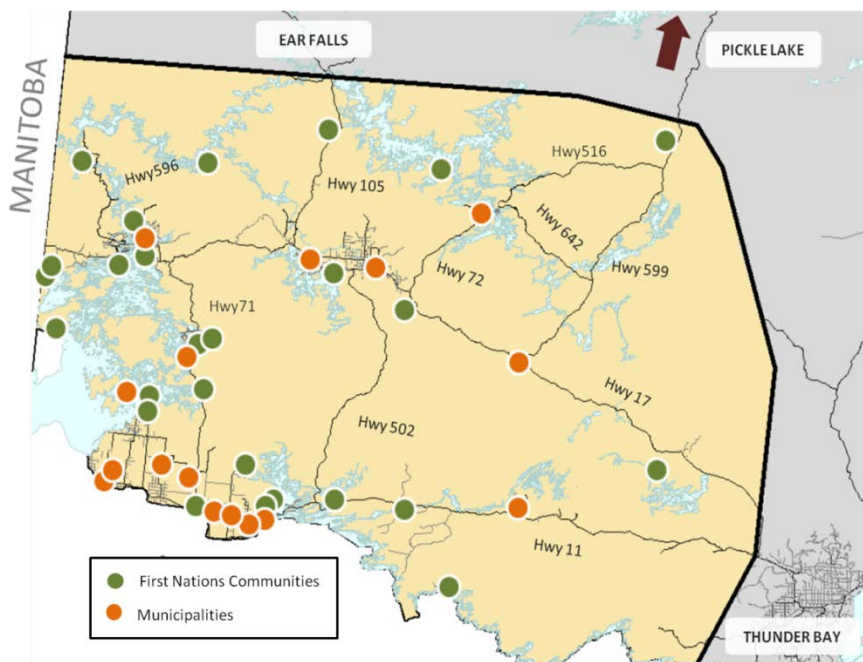 EAR FALLS
PICKLE LAKE
MANITOBA
Hwy596
Hwy 105
Hwy516
Hwy 642
Hwy 72
Hwy 599
Hwy71
Hwy 17
Hwy 502
Hwy 11
First Nations Communities
Municipalities
THUNDER BAY